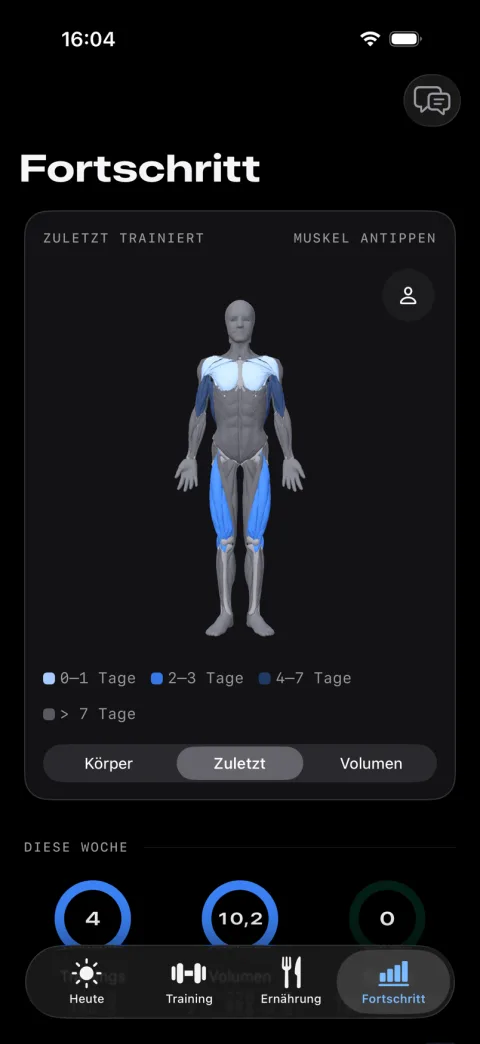 16:04
Fortschritt
ZULETZT TRAINIERT MUSKEL ANTIPPEN
0–1 Tage 2–3 Tage 4–7 Tage
> 7 Tage
Körper Zuletzt Volumen
DIESE WOCHE
4 10,2 0
Volumen
Heute Training Ernährung Fortschritt